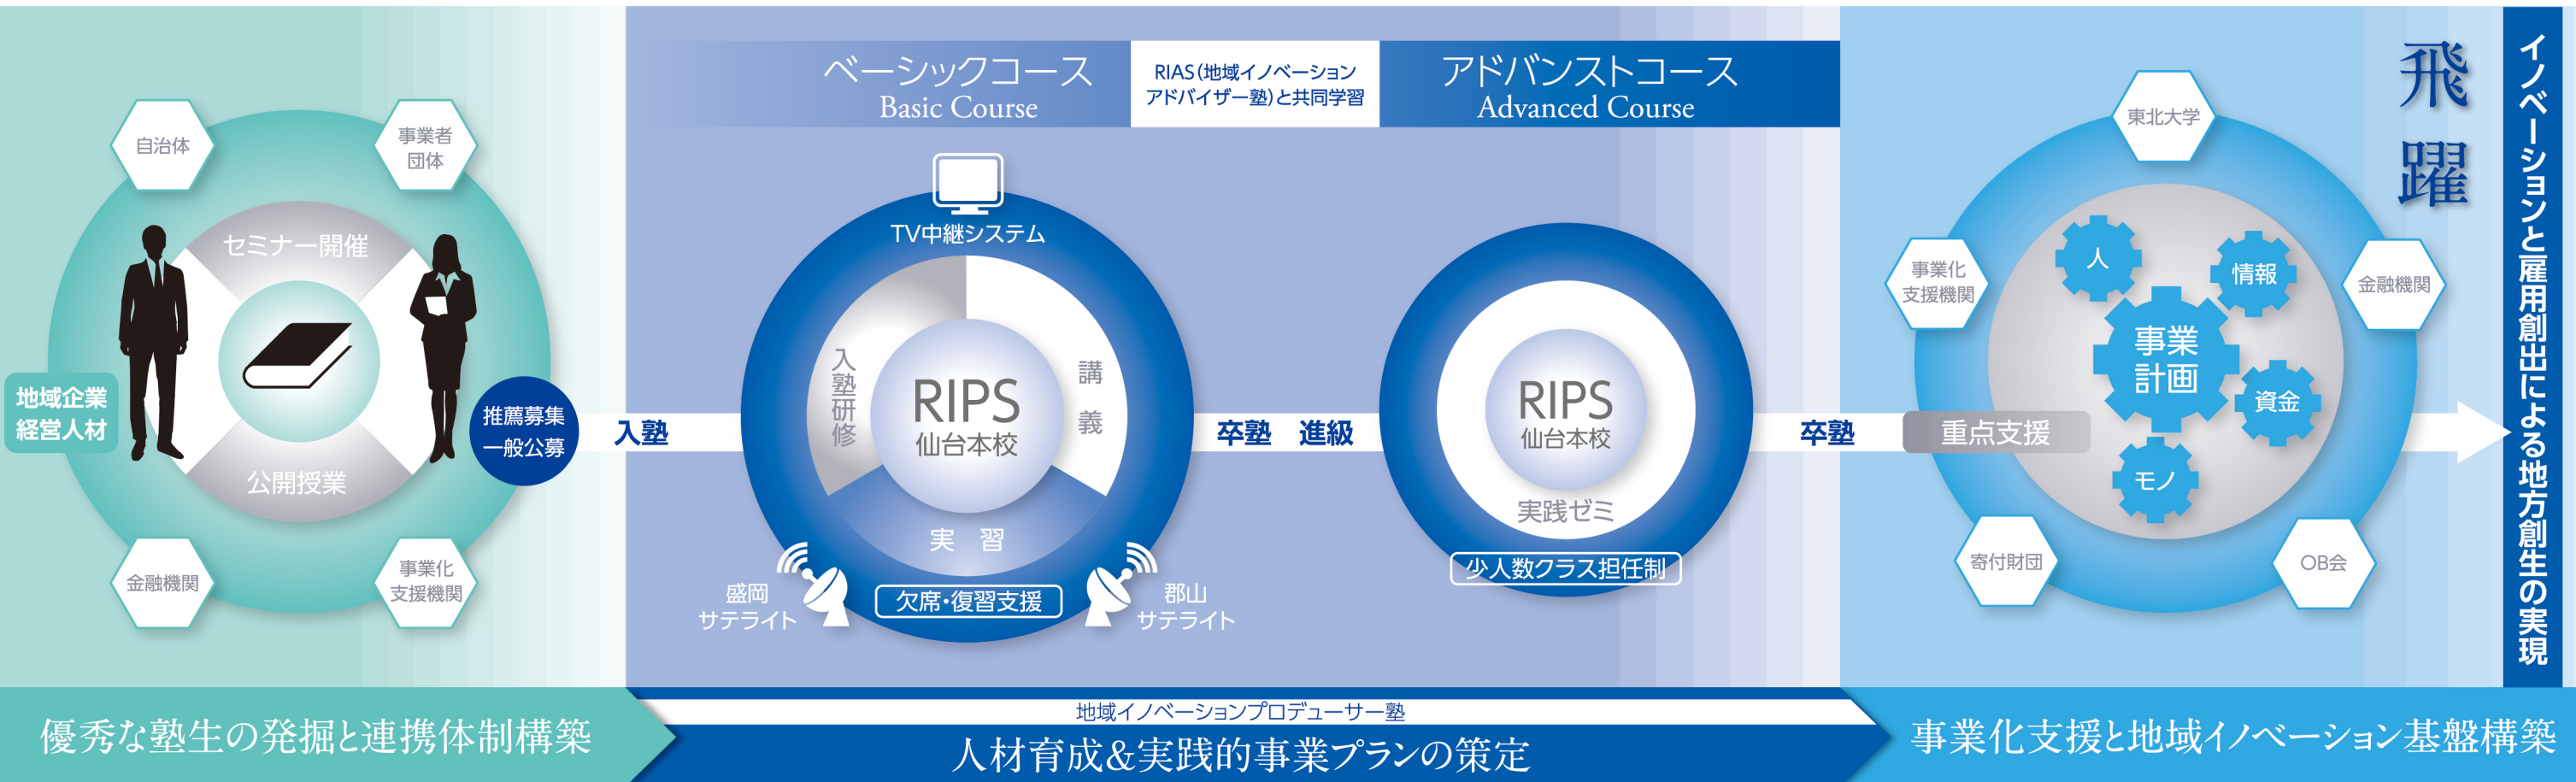 自治体
事業者
団体
セミナー開催
公開授業
地域企業
経営人材
推薦募集
一般公募
金融機関
事業化
支援機関
優秀な塾生の発掘と連携体制構築
ベーシックコース
Basic Course
RIAS(地域イノベーション
アドバイザー塾)と共同学習
アドバンストコース
Advanced Course
入塾
TV中継システム
入塾研修
講義
実習
RIPS
仙台本校
欠席・復習支援
盛岡
サテライト
郡山
サテライト
卒塾 進級
RIPS
仙台本校
実践ゼミ
少人数クラス担任制
卒塾
地域イノベーションプロデューサー塾
人材育成&実践的事業プランの策定
東北大学
事業化
支援機関
金融機関
人
情報
事業
計画
資金
モノ
重点支援
寄付財団
OB会
飛躍
イノベーションと雇用創出による地方創生の実現
事業化支援と地域イノベーション基盤構築